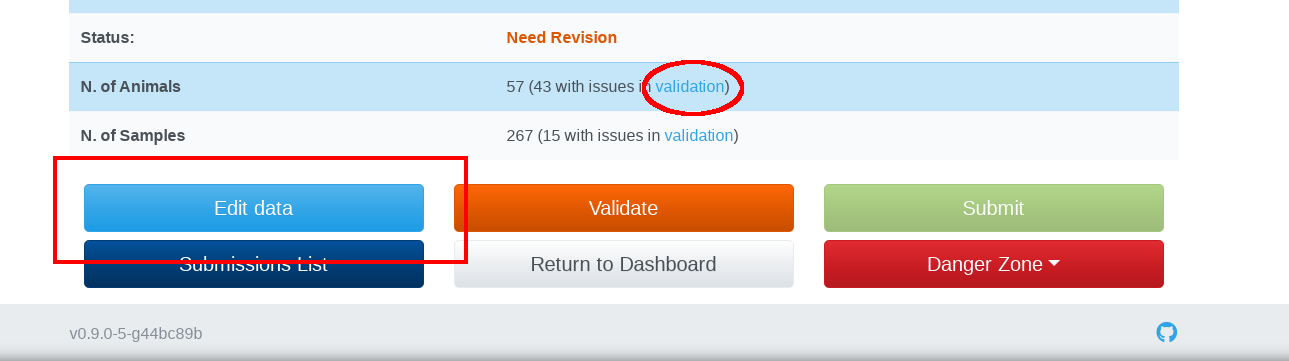 Status: Need Revision
N. of Animals 57 (43 with issues in validation)
N. of Samples 267 (15 with issues in validation)
Edit data Validate Submit
Submissions List Return to Dashboard Danger Zone
v0.9.0-5-g44bc89b